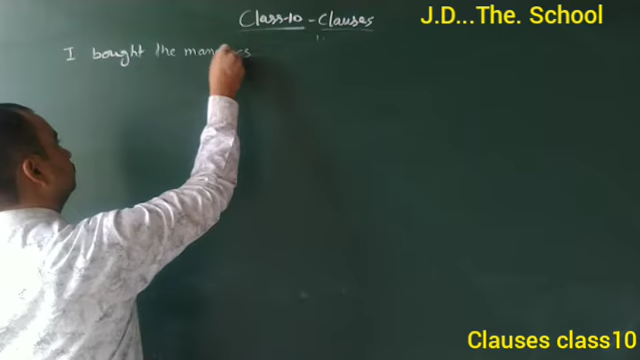 Class-10 - Clauses
J.D...The. School
I bought the
Clauses class10